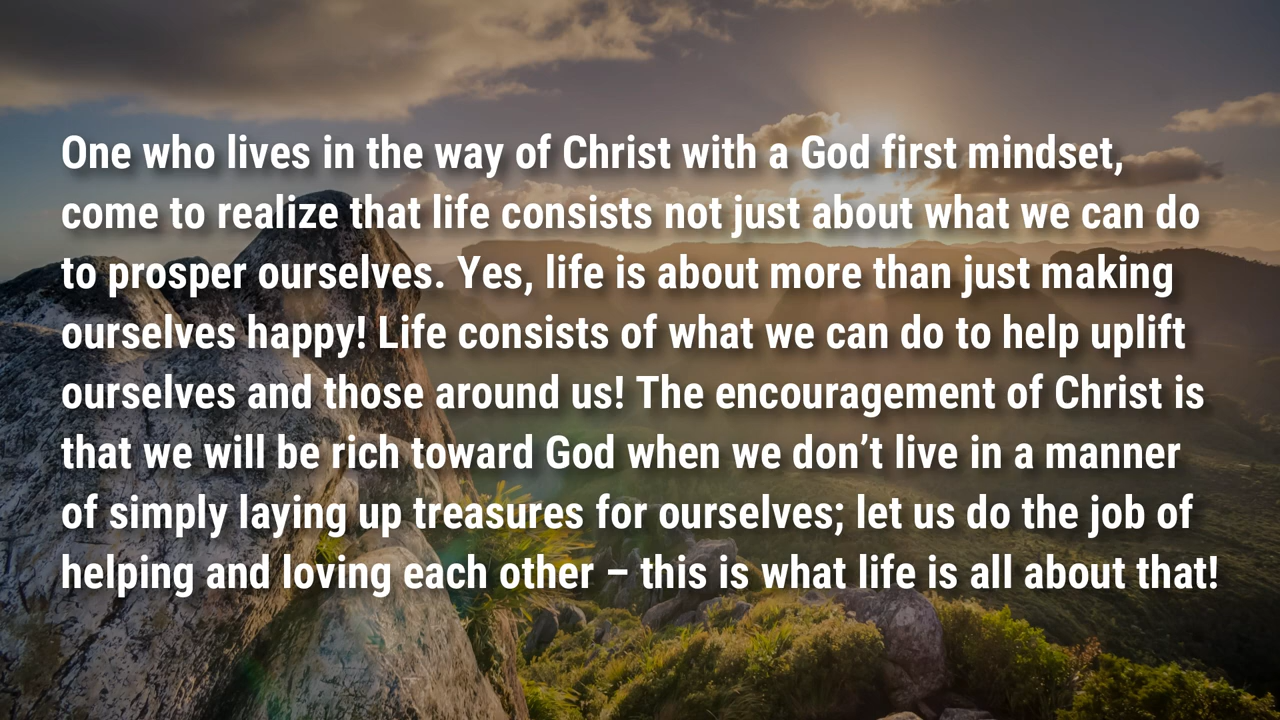 One who lives in the way of Christ with a God first mindset,
come to realize that life consists not just about what we can do
to prosper ourselves. Yes, life is about more than just making
ourselves happy! Life consists of what we can do to help uplift
ourselves and those around us! The encouragement of Christ is
that we will be rich toward God when we don’t live in a manner
of simply laying up treasures for ourselves; let us do the job of
helping and loving each other – this is what life is all about that!